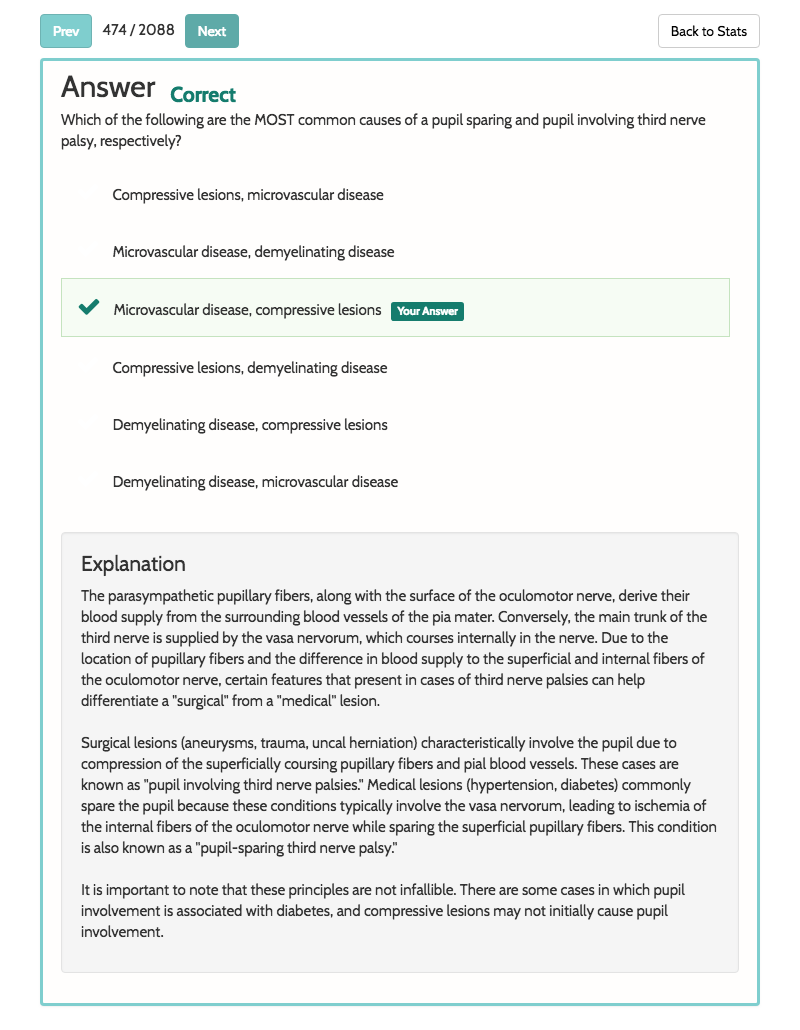 Prev 474 / 2088 Next Back to Stats
Answer Correct
Which of the following are the MOST common causes of a pupil sparing and pupil involving third nerve
palsy, respectively?
Compressive lesions, microvascular disease
Microvascular disease, demyelinating disease
Microvascular disease, compressive lesions Your Answer
Compressive lesions, demyelinating disease
Demyelinating disease, compressive lesions
Demyelinating disease, microvascular disease
Explanation
The parasympathetic pupillary fibers, along with the surface of the oculomotor nerve, derive their
blood supply from the surrounding blood vessels of the pia mater. Conversely, the main trunk of the
third nerve is supplied by the vasa nervorum, which courses internally in the nerve. Due to the
location of pupillary fibers and the difference in blood supply to the superficial and internal fibers of
the oculomotor nerve, certain features that present in cases of third nerve palsies can help
differentiate a "surgical" from a "medical" lesion.
Surgical lesions (aneurysms, trauma, uncal herniation) characteristically involve the pupil due to
compression of the superficially coursing pupillary fibers and pial blood vessels. These cases are
known as "pupil involving third nerve palsies." Medical lesions (hypertension, diabetes) commonly
spare the pupil because these conditions typically involve the vasa nervorum, leading to ischemia of
the internal fibers of the oculomotor nerve while sparing the superficial pupillary fibers. This condition
is also known as a "pupil-sparing third nerve palsy."
It is important to note that these principles are not infallible. There are some cases in which pupil
involvement is associated with diabetes, and compressive lesions may not initially cause pupil
involvement.